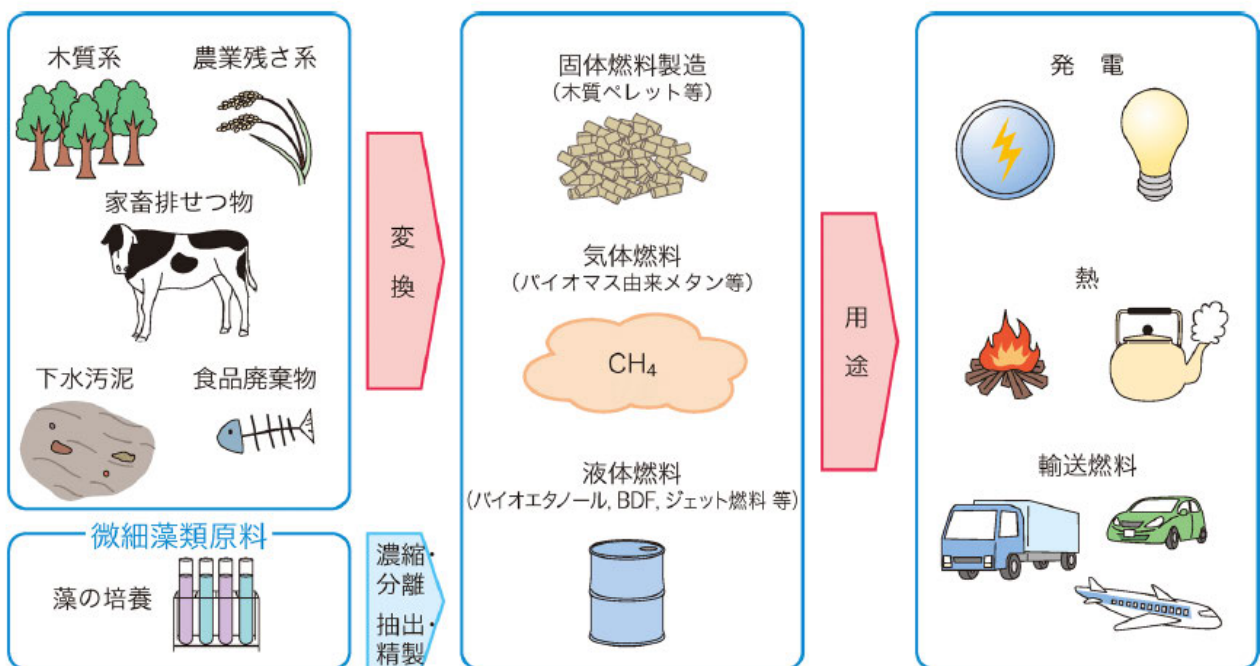 木質系
農業残さ系
家畜排せつ物
下水汚泥
食品廃棄物
微細藻類原料
藻の培養
変
換
濃縮・
分離
抽出・
精製
固体燃料製造
（木質ペレット等）
気体燃料
（バイオマス由来メタン等）
CH₄
液体燃料
（バイオエタノール, BDF, ジェット燃料 等）
用
途
発 電
熱
輸送燃料